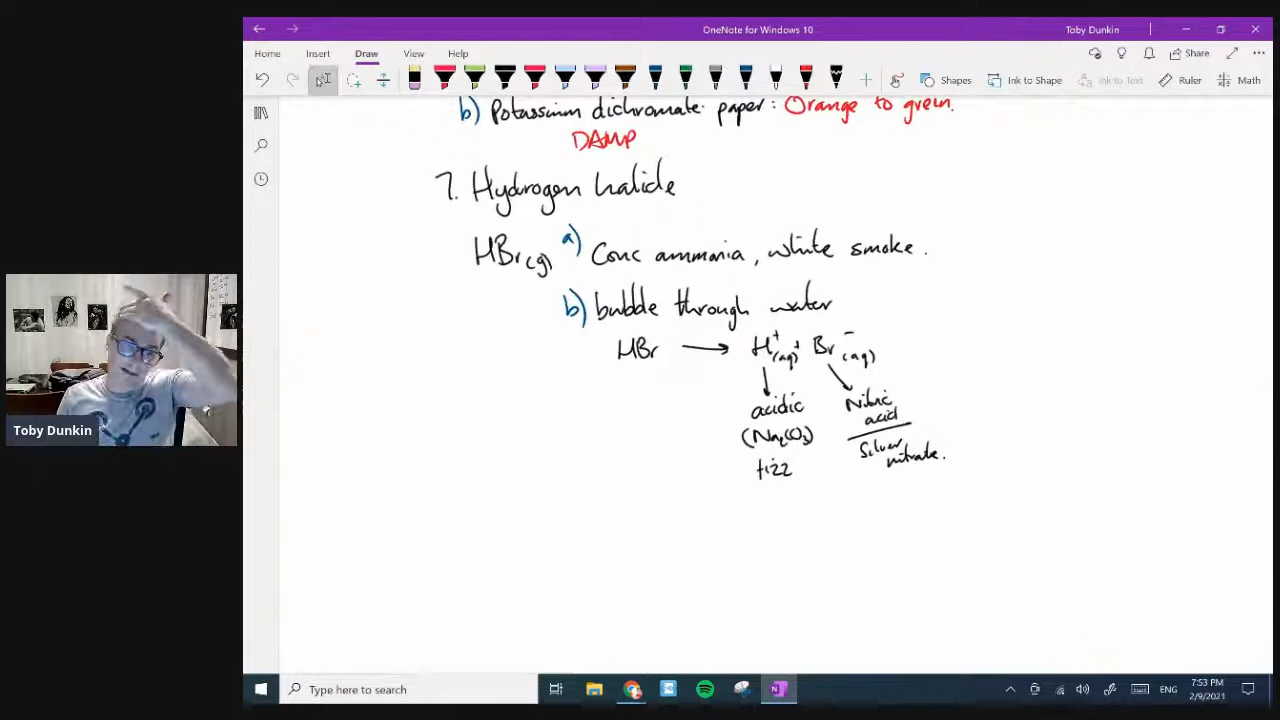 OneNote for Windows 10
Toby Dunkin
Home Insert Draw View Help
Share
Shapes Ink to Shape Ink to Text Ruler Math
b) Potassium dichromate paper : Orange to green.
DAMP
7. Hydrogen halide
HBr(g) a) Conc ammonia, white smoke.
b) bubble through water
HBr → H+(aq) + Br-(aq)
acidic Nitric
acid
(Na2CO3) Silver
nitrate.
fizz
Toby Dunkin
Type here to search
ENG
7:53 PM
2/9/2021